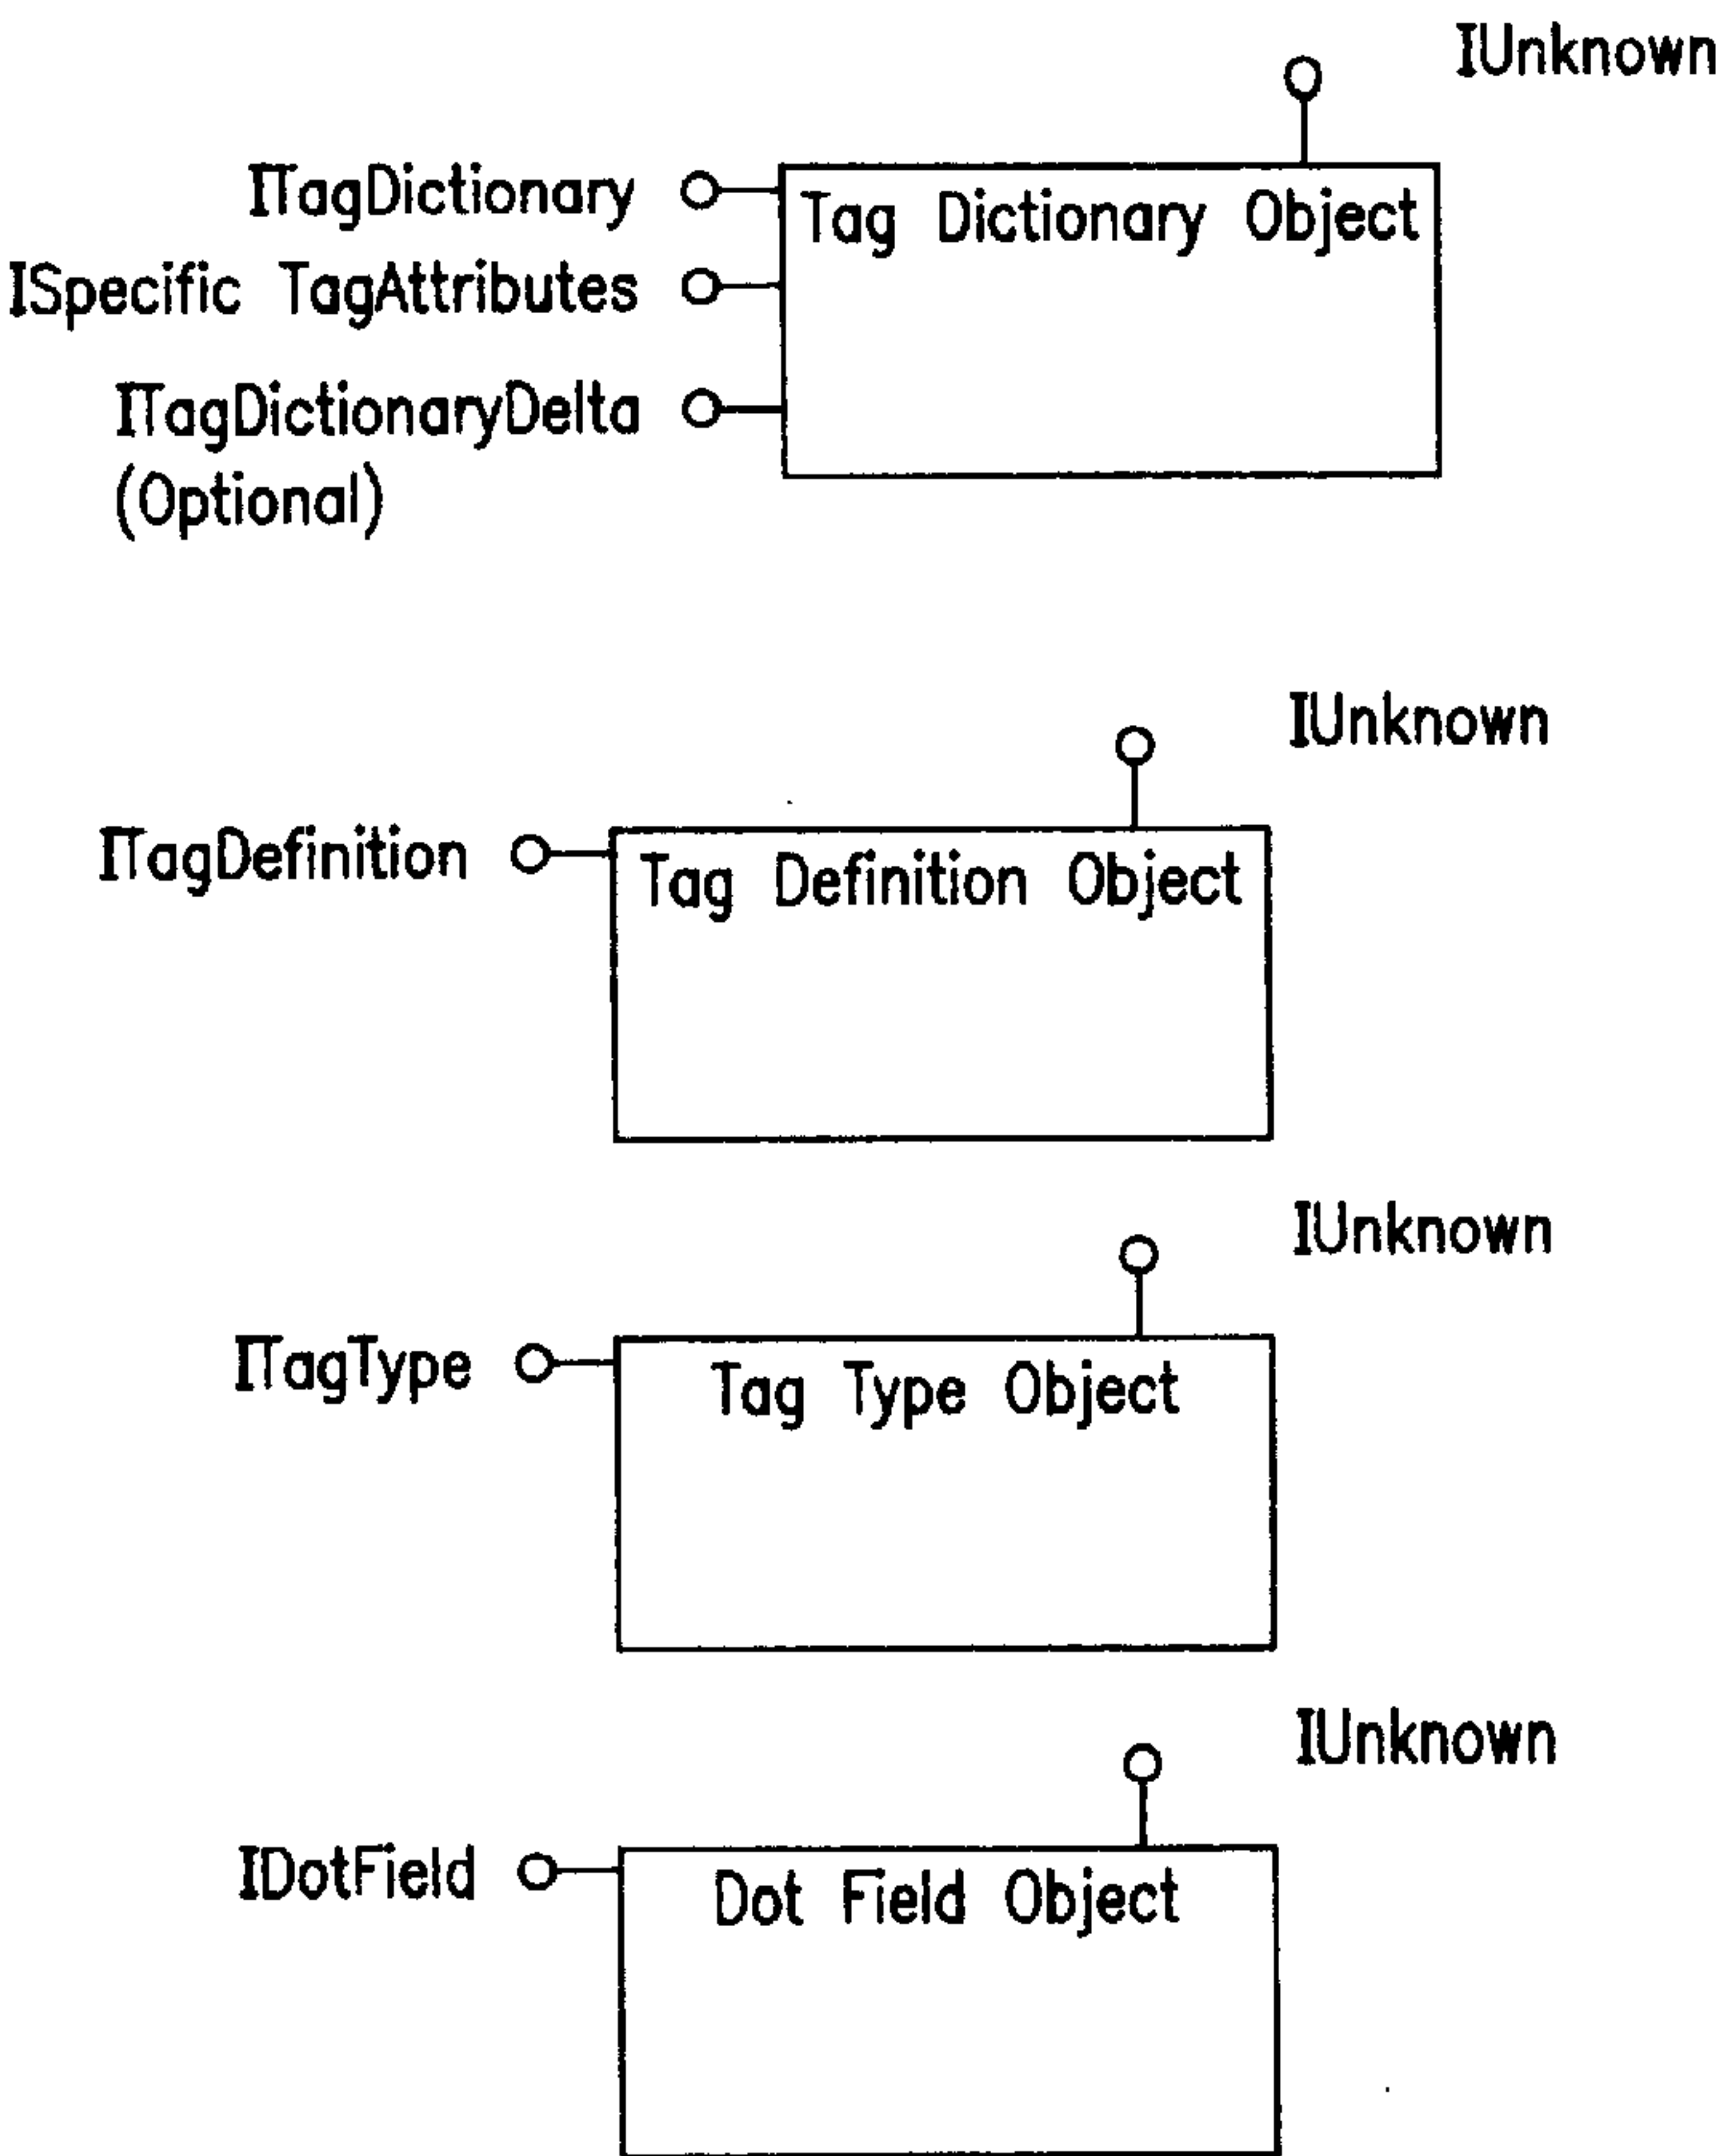 IUnknown
ITagDictionary
Tag Dictionary Object
ISpecific TagAttributes
ITagDictionaryDelta
(Optional)
IUnknown
ITagDefinition
Tag Definition Object
IUnknown
ITagType
Tag Type Object
IUnknown
IDotField
Dot Field Object